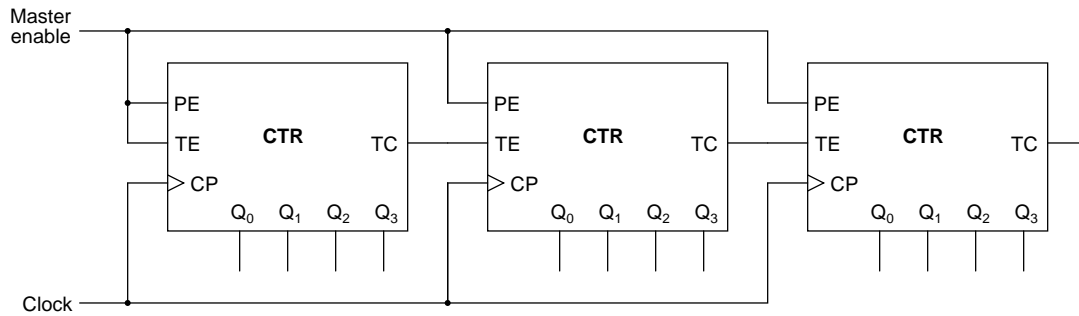 Master
enable
PE
TE
CTR
TC
CP
Q₀ Q₁ Q₂ Q₃
PE
TE
CTR
TC
CP
Q₀ Q₁ Q₂ Q₃
PE
TE
CTR
TC
CP
Q₀ Q₁ Q₂ Q₃
Clock